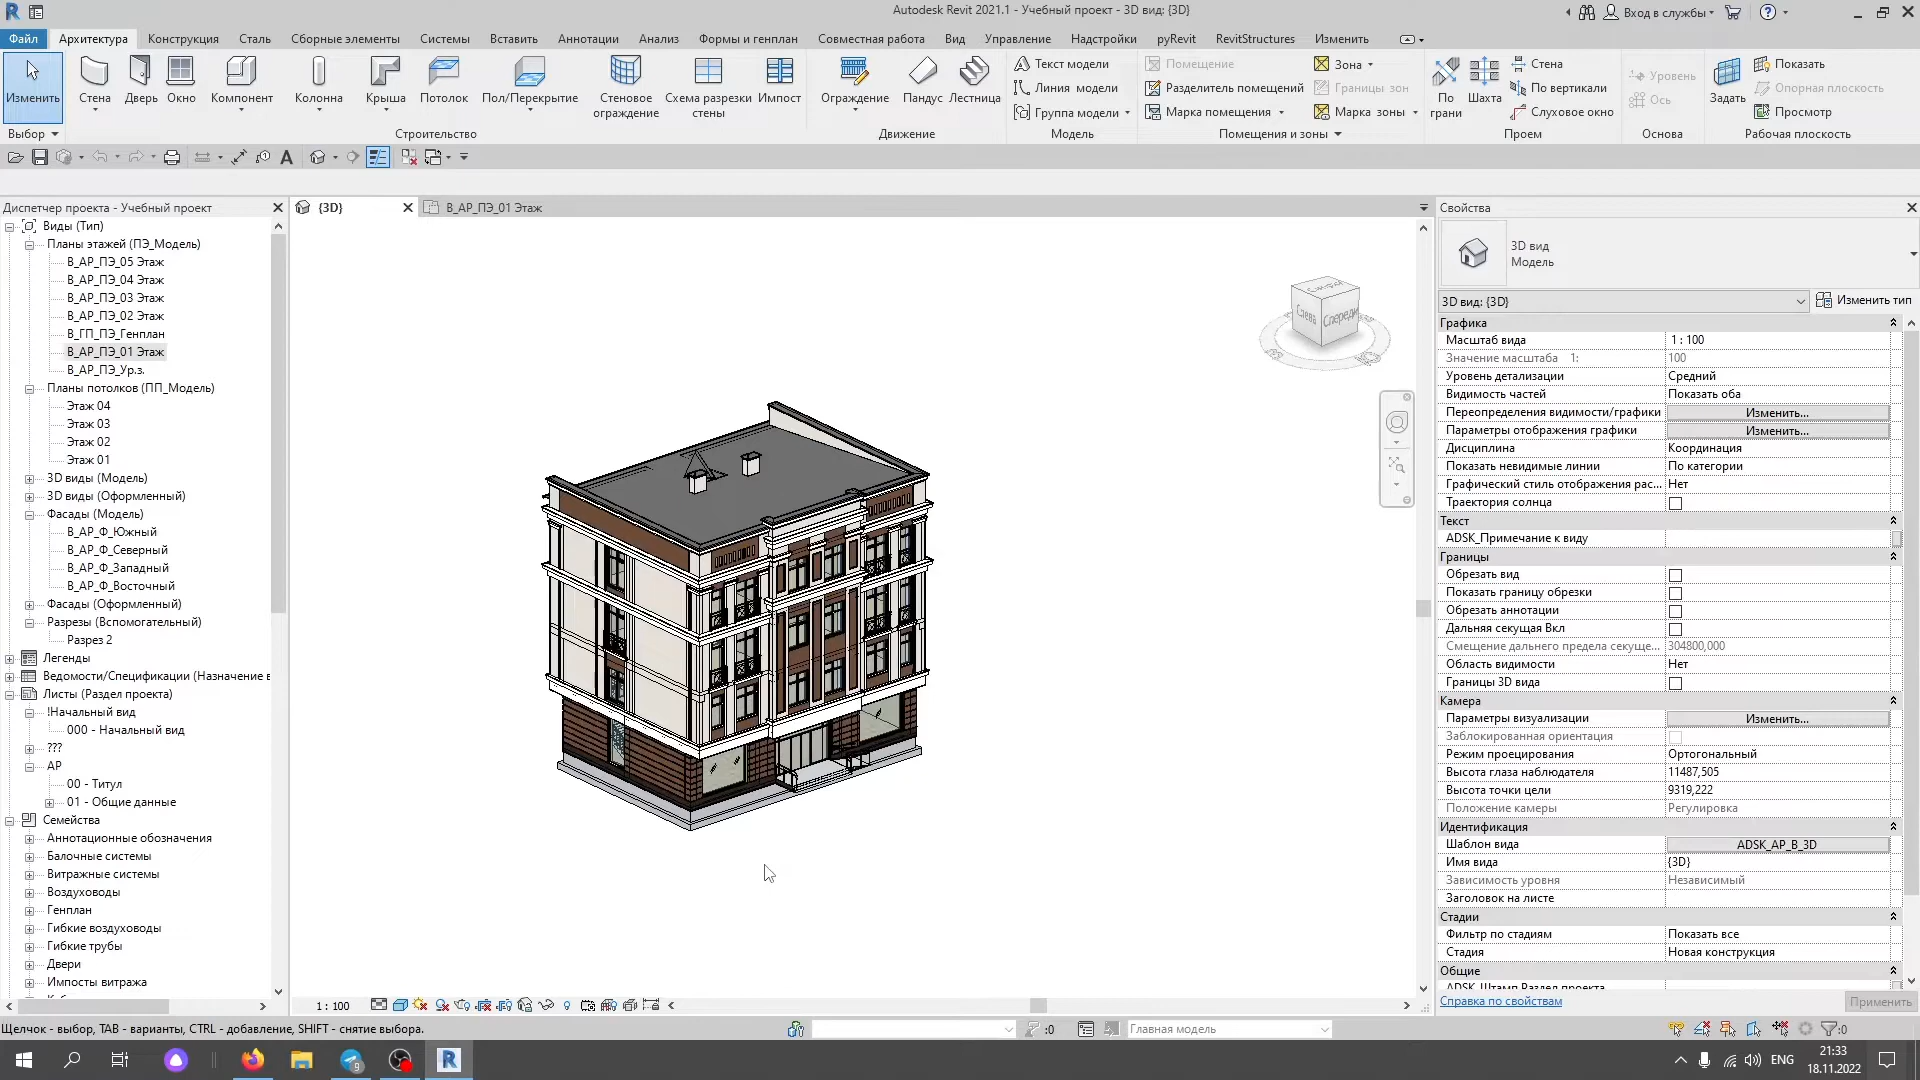 Autodesk Revit 2021.1 - Учебный проект - 3D вид: {3D}
Вход в службы
Файл Архитектура Конструкция Сталь Сборные элементы Системы Вставить Аннотации Анализ Формы и генплан Совместная работа Вид Управление Надстройки pyRevit RevitStructures Изменить
Изменить Стена Дверь Окно Компонент Колонна Крыша Потолок Пол/Перекрытие Стеновое ограждение Схема разрезки стены Импост Ограждение Пандус Лестница
Текст модели
Линия модели
Группа модели
Помещение
Разделитель помещений
Марка помещения
Зона
Границы зон
Марка зоны
По грани Шахта
Стена
По вертикали
Слуховое окно
Уровень
Ось
Задать
Показать
Опорная плоскость
Просмотр
Выбор Строительство Движение Модель Помещения и зоны Проем Основа Рабочая плоскость
Диспетчер проекта - Учебный проект
Виды (Тип)
Планы этажей (ПЭ_Модель)
В_АР_ПЭ_05 Этаж
В_АР_ПЭ_04 Этаж
В_АР_ПЭ_03 Этаж
В_АР_ПЭ_02 Этаж
В_ГП_ПЭ_Генплан
В_АР_ПЭ_01 Этаж
В_АР_ПЭ_Ур.з.
Планы потолков (ПП_Модель)
Этаж 04
Этаж 03
Этаж 02
Этаж 01
3D виды (Модель)
3D виды (Оформленный)
Фасады (Модель)
В_АР_Ф_Южный
В_АР_Ф_Северный
В_АР_Ф_Западный
В_АР_Ф_Восточный
Фасады (Оформленный)
Разрезы (Вспомогательный)
Разрез 2
Легенды
Ведомости/Спецификации (Назначение в
Листы (Раздел проекта)
!Начальный вид
000 - Начальный вид
???
АР
00 - Титул
01 - Общие данные
Семейства
Аннотационные обозначения
Балочные системы
Витражные системы
Воздуховоды
Генплан
Гибкие воздуховоды
Гибкие трубы
Двери
Импосты витража
{3D}
В_АР_ПЭ_01 Этаж
Слева Спереди
1 : 100
Свойства
3D вид
Модель
3D вид: {3D} Изменить тип
Графика
Масштаб вида 1 : 100
Значение масштаба 1: 100
Уровень детализации Средний
Видимость частей Показать оба
Переопределения видимости/графики Изменить...
Параметры отображения графики Изменить...
Дисциплина Координация
Показать невидимые линии По категории
Графический стиль отображения рас... Нет
Траектория солнца
Текст
ADSK_Примечание к виду
Границы
Обрезать вид
Показать границу обрезки
Обрезать аннотации
Дальняя секущая Вкл
Смещение дальнего предела секуще... 304800,000
Область видимости Нет
Границы 3D вида
Камера
Параметры визуализации Изменить...
Заблокированная ориентация
Режим проецирования Ортогональный
Высота глаза наблюдателя 11487,505
Высота точки цели 9319,222
Положение камеры Регулировка
Идентификация
Шаблон вида ADSK_АР_В_3D
Имя вида {3D}
Зависимость уровня Независимый
Заголовок на листе
Стадии
Фильтр по стадиям Показать все
Стадия Новая конструкция
Общие
ADSK_Штамп Раздел проекта
Справка по свойствам Применить
Щелчок - выбор, TAB - варианты, CTRL - добавление, SHIFT - снятие выбора.
:0
Главная модель
:0
9
ENG
21:33
18.11.2022